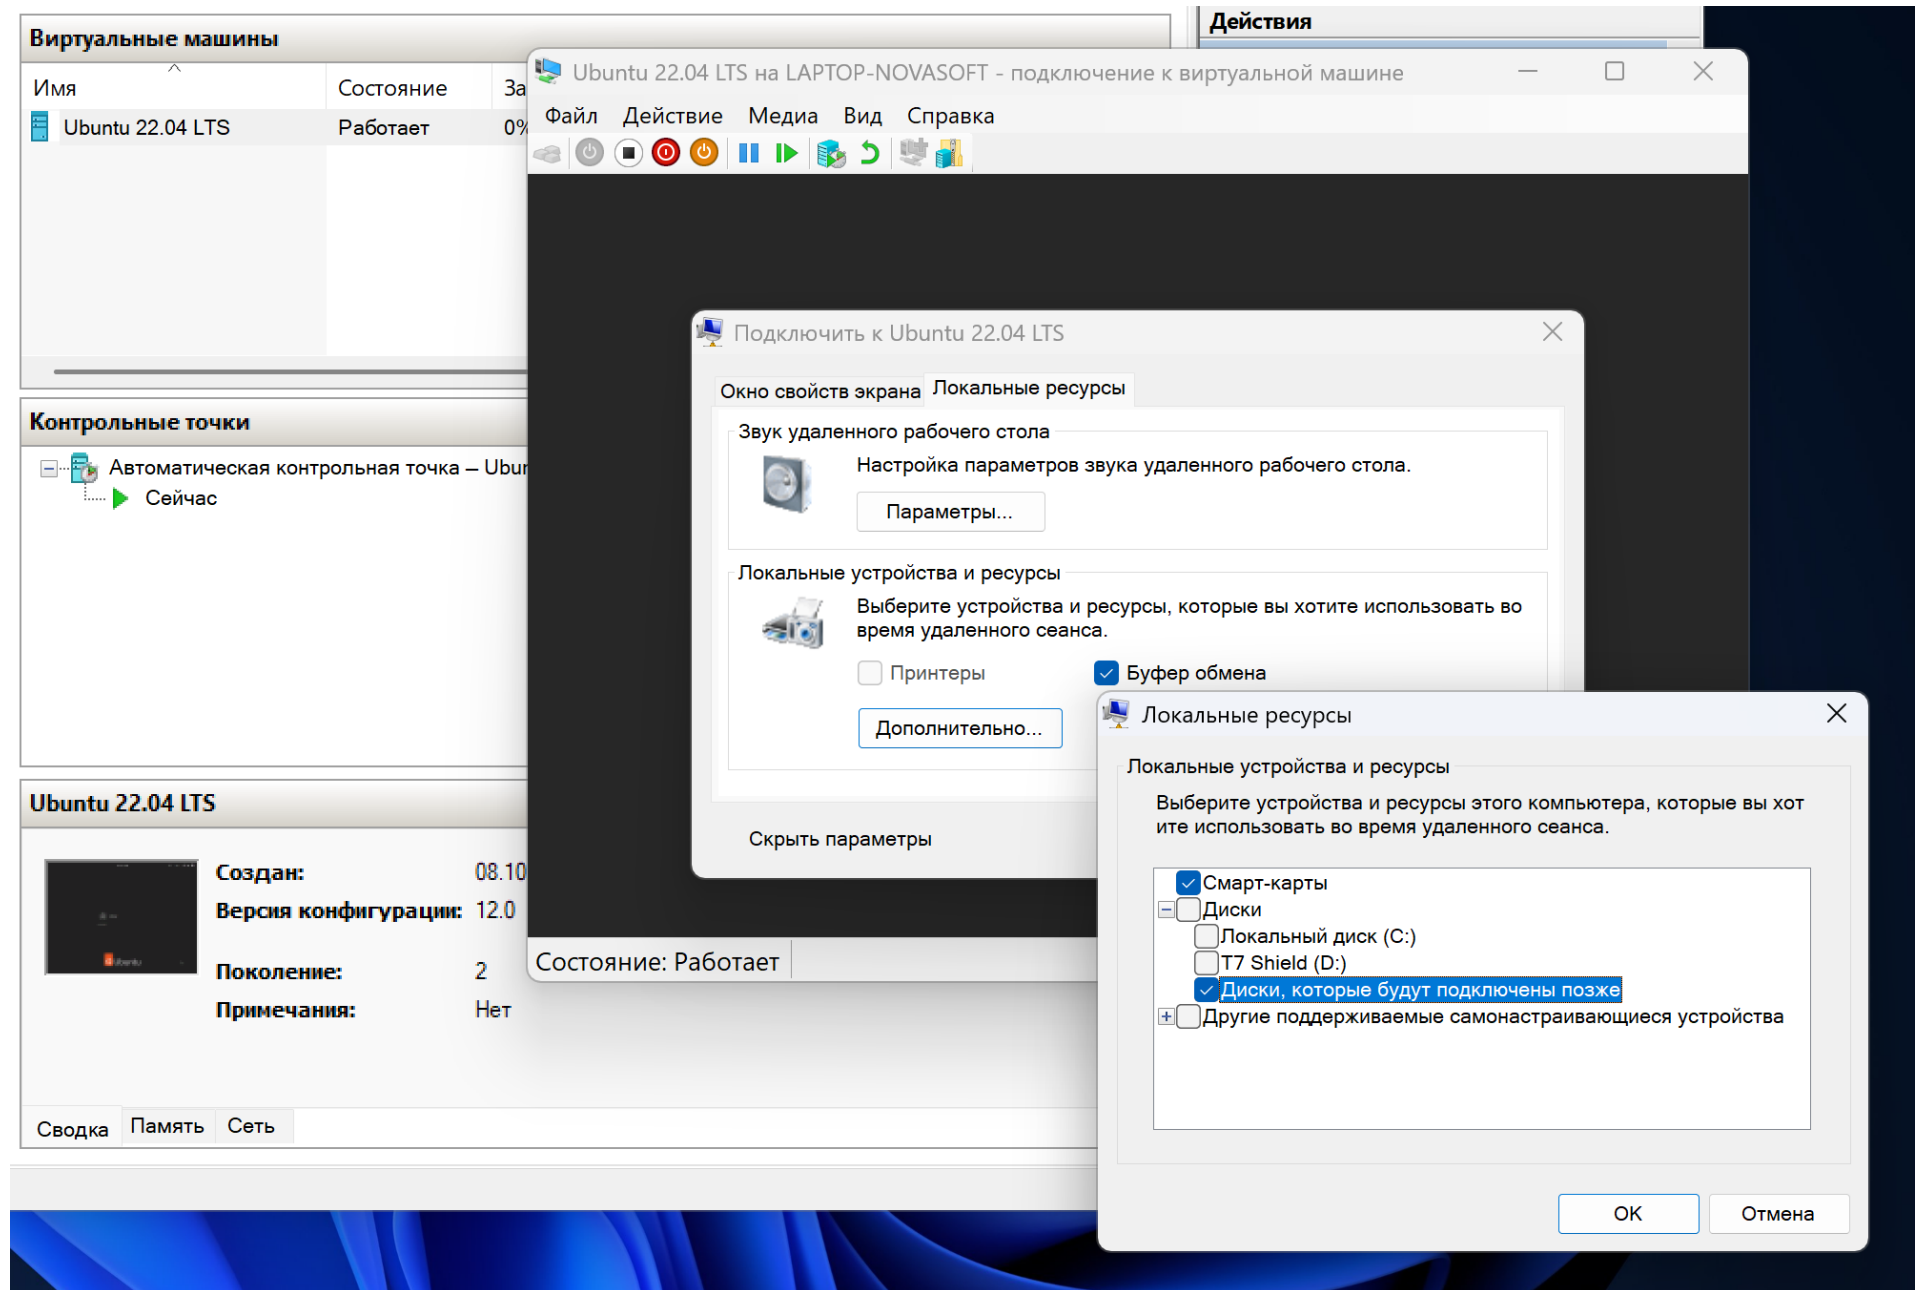 Виртуальные машины
Имя
Состояние
За
Ubuntu 22.04 LTS
Работает
0%
Контрольные точки
Автоматическая контрольная точка – Ubun
Сейчас
Ubuntu 22.04 LTS
Создан:
08.10
Версия конфигурации:
12.0
Поколение:
2
Примечания:
Нет
Сводка
Память
Сеть
Действия
Ubuntu 22.04 LTS на LAPTOP-NOVASOFT - подключение к виртуальной машине
Файл
Действие
Медиа
Вид
Справка
Состояние: Работает
Подключить к Ubuntu 22.04 LTS
Окно свойств экрана
Локальные ресурсы
Звук удаленного рабочего стола
Настройка параметров звука удаленного рабочего стола.
Параметры...
Локальные устройства и ресурсы
Выберите устройства и ресурсы, которые вы хотите использовать во
время удаленного сеанса.
Принтеры
Буфер обмена
Дополнительно...
Скрыть параметры
Локальные ресурсы
Локальные устройства и ресурсы
Выберите устройства и ресурсы этого компьютера, которые вы хот
ите использовать во время удаленного сеанса.
Смарт-карты
Диски
Локальный диск (C:)
T7 Shield (D:)
Диски, которые будут подключены позже
Другие поддерживаемые самонастраивающиеся устройства
OK
Отмена